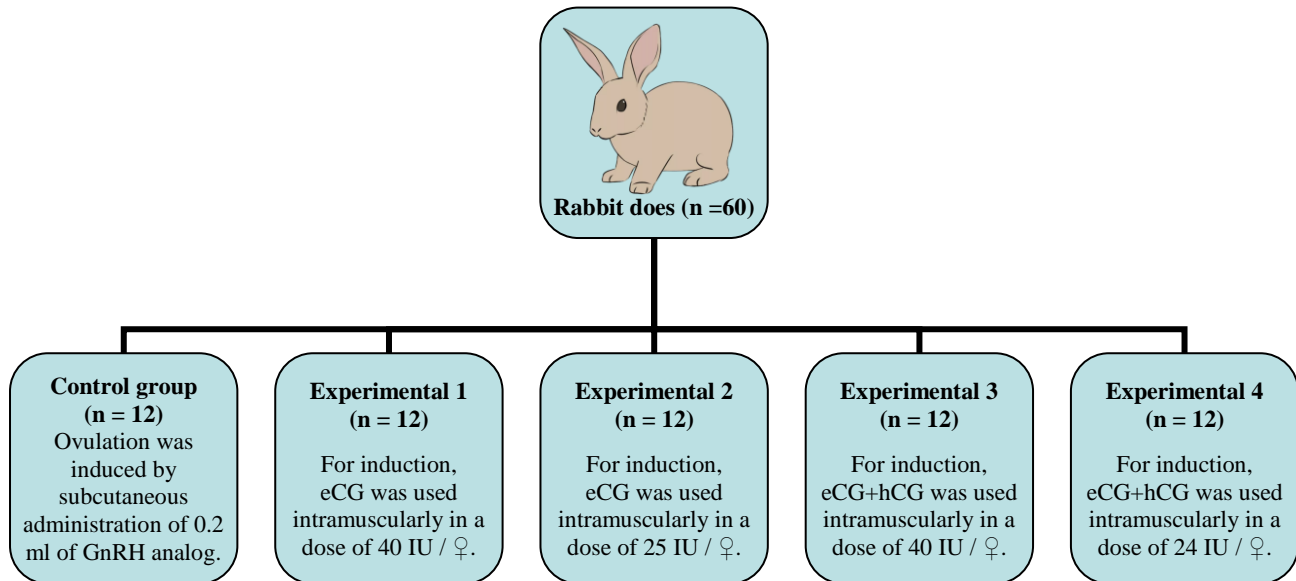 Rabbit does (n =60)
Control group
(n = 12)
Ovulation was
induced by
subcutaneous
administration of 0.2
ml of GnRH analog.
Experimental 1
(n = 12)
For induction,
eCG was used
intramuscularly in a
dose of 40 IU / ♀.
Experimental 2
(n = 12)
For induction,
eCG was used
intramuscularly in a
dose of 25 IU / ♀.
Experimental 3
(n = 12)
For induction,
eCG+hCG was used
intramuscularly in a
dose of 40 IU / ♀.
Experimental 4
(n = 12)
For induction,
eCG+hCG was used
intramuscularly in a
dose of 24 IU / ♀.